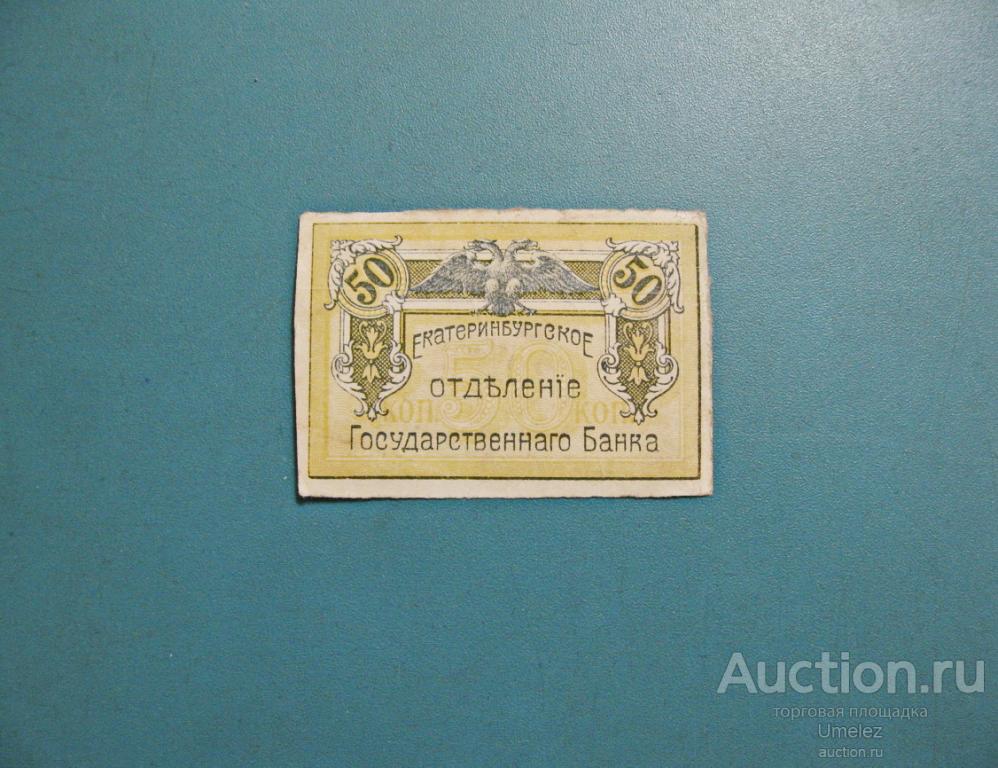 50 50
Екатеринбургское
отдѣленіе
50
коп. коп.
Государственнаго Банка
Auction.ru
торговая площадка
Umelez
auction.ru